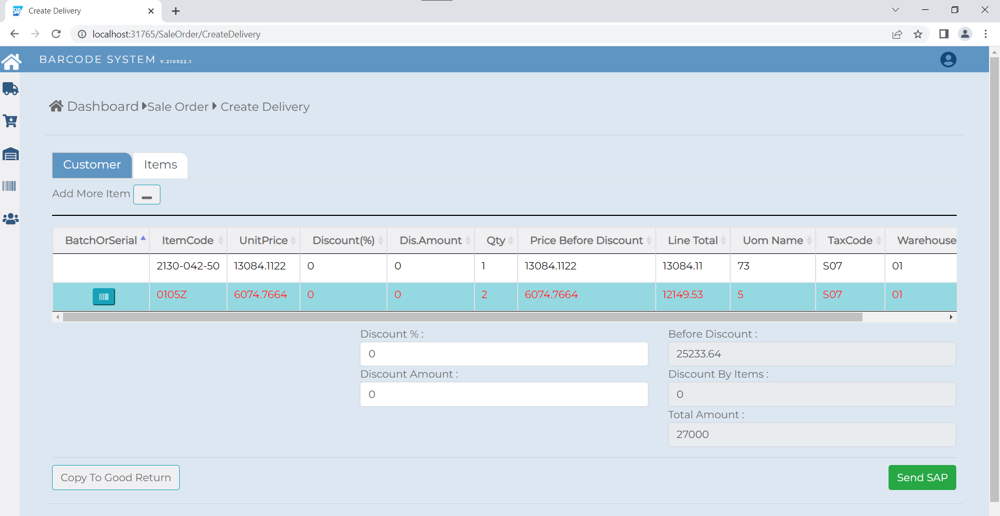 Create Delivery
localhost:31765/SaleOrder/CreateDelivery
BARCODE SYSTEM V.210922.1
Dashboard Sale Order Create Delivery
Customer Items
Add More Item
BatchOrSerial ItemCode UnitPrice Discount(%) Dis.Amount Qty Price Before Discount Line Total Uom Name TaxCode Warehouse
2130-042-50 13084.1122 0 0 1 13084.1122 13084.11 73 S07 01
0105Z 6074.7664 0 0 2 6074.7664 12149.53 5 S07 01
Discount % : Before Discount :
0 25233.64
Discount Amount : Discount By Items :
0 0
Total Amount :
27000
Copy To Good Return Send SAP